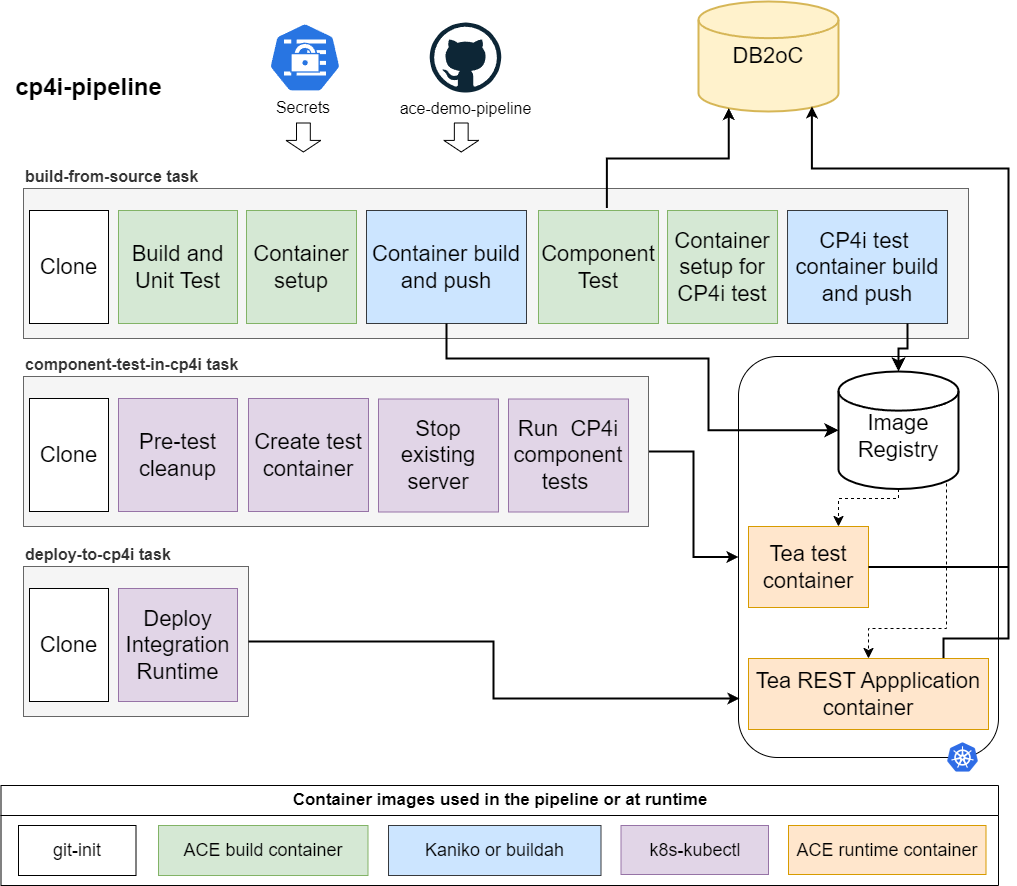 cp4i-pipeline
Secrets
ace-demo-pipeline
DB2oC
build-from-source task
Clone
Build and
Unit Test
Container
setup
Container build
and push
Component
Test
Container
setup for
CP4i test
CP4i test
container build
and push
component-test-in-cp4i task
Clone
Pre-test
cleanup
Create test
container
Stop
existing
server
Run CP4i
component
tests
Image
Registry
Tea test
container
deploy-to-cp4i task
Clone
Deploy
Integration
Runtime
Tea REST Appplication
container
Container images used in the pipeline or at runtime
git-init
ACE build container
Kaniko or buildah
k8s-kubectl
ACE runtime container